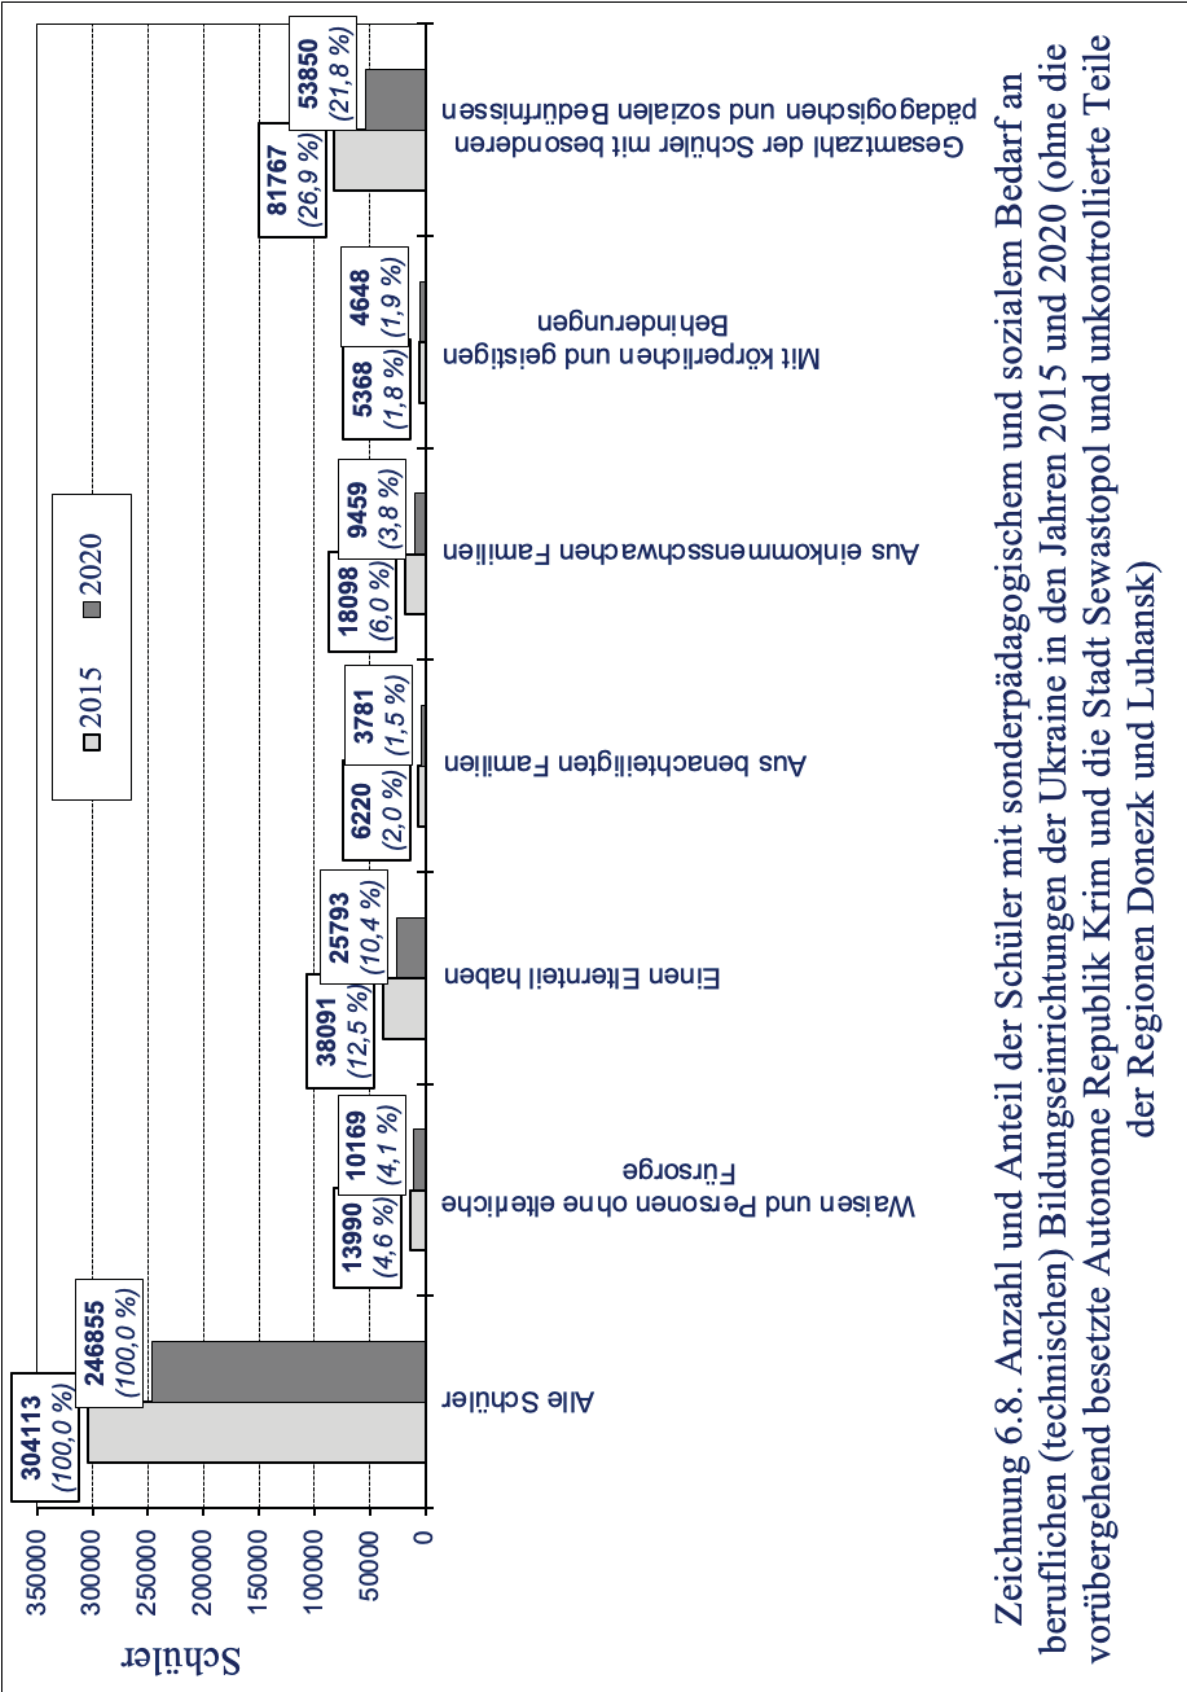 Schüler
350000
300000
250000
200000
150000
100000
50000
0
2015
2020
304113
(100,0 %)
246855
(100,0 %)
13990
(4,6 %)
10169
(4,1 %)
38091
(12,5 %)
25793
(10,4 %)
6220
(2,0 %)
3781
(1,5 %)
18098
(6,0 %)
9459
(3,8 %)
5368
(1,8 %)
4648
(1,9 %)
81767
(26,9 %)
53850
(21,8 %)
Alle Schüler
Waisen und Personen ohne elterliche
Fürsorge
Einen Elternteil haben
Aus benachteiligten Familien
Aus einkommensschwachen Familien
Mit körperlichen und geistigen
Behinderungen
Gesamtzahl der Schüler mit besonderen
pädagogischen und sozialen Bedürfnissen
Zeichnung 6.8. Anzahl und Anteil der Schüler mit sonderpädagogischem und sozialem Bedarf an
beruflichen (technischen) Bildungseinrichtungen der Ukraine in den Jahren 2015 und 2020 (ohne die
vorübergehend besetzte Autonome Republik Krim und die Stadt Sewastopol und unkontrollierte Teile
der Regionen Donezk und Luhansk)